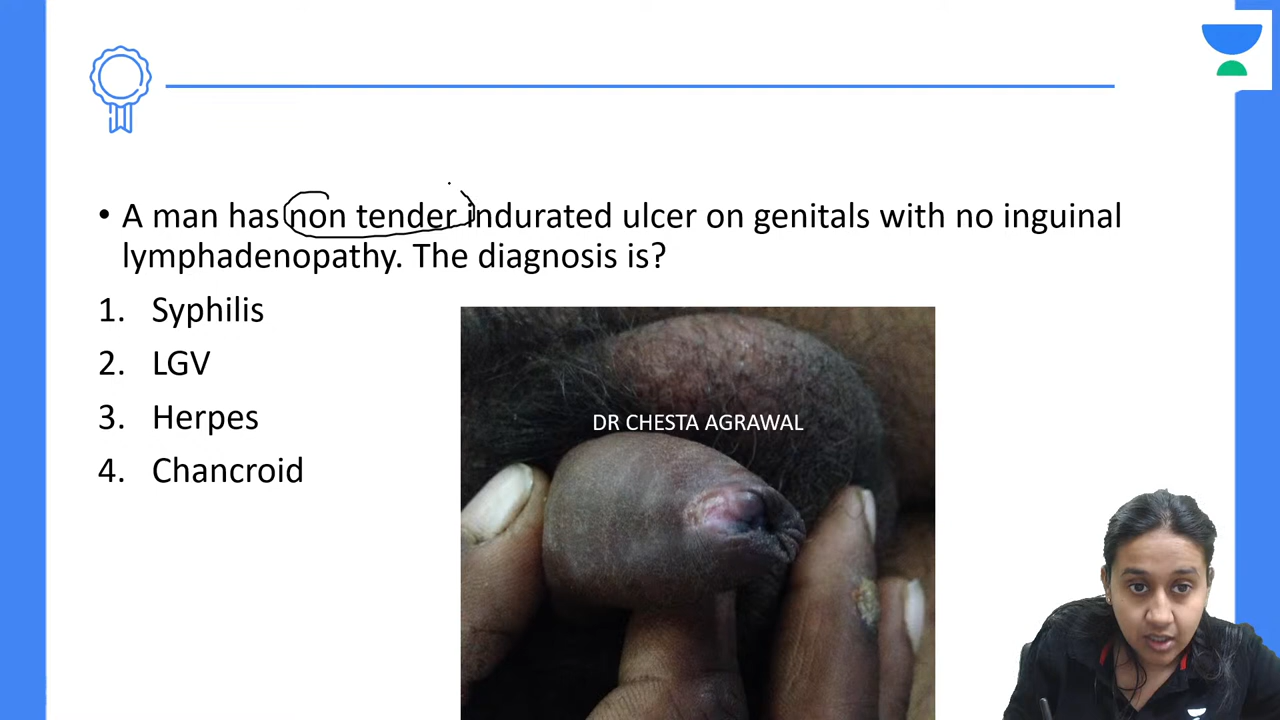 • A man has non tender indurated ulcer on genitals with no inguinal
lymphadenopathy. The diagnosis is?
1. Syphilis
2. LGV
3. Herpes
4. Chancroid
DR CHESTA AGRAWAL